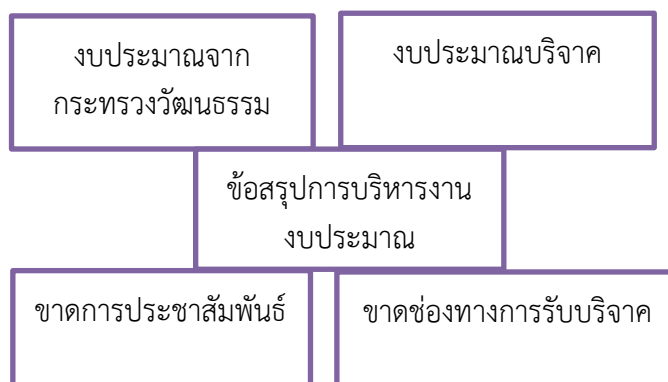 งบประมาณจาก
กระทรวงวัฒนธรรม
งบประมาณบริจาค
ข้อสรุปการบริหารงาน
งบประมาณ
ขาดการประชาสัมพันธ์
ขาดช่องทางการรับบริจาค